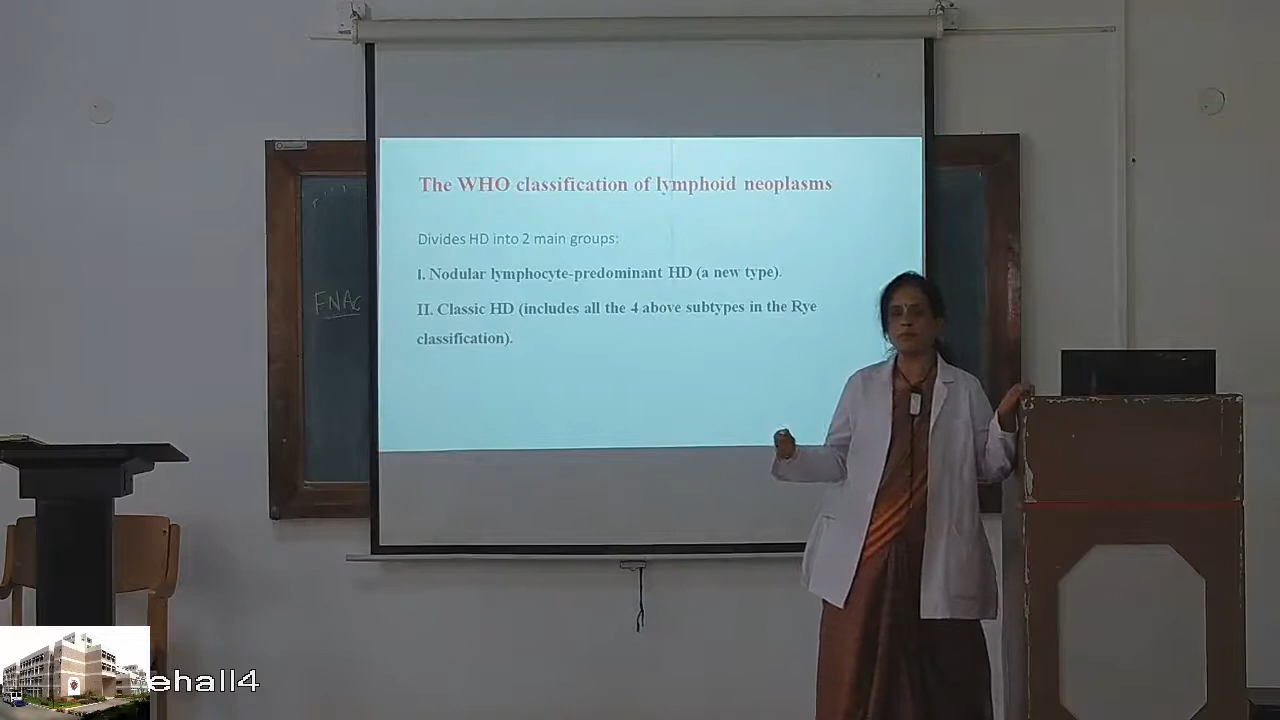 The WHO classification of lymphoid neoplasms
Divides HD into 2 main groups:
I. Nodular lymphocyte-predominant HD (a new type).
II. Classic HD (includes all the 4 above subtypes in the Rye
classification).
FNAC
ehall4